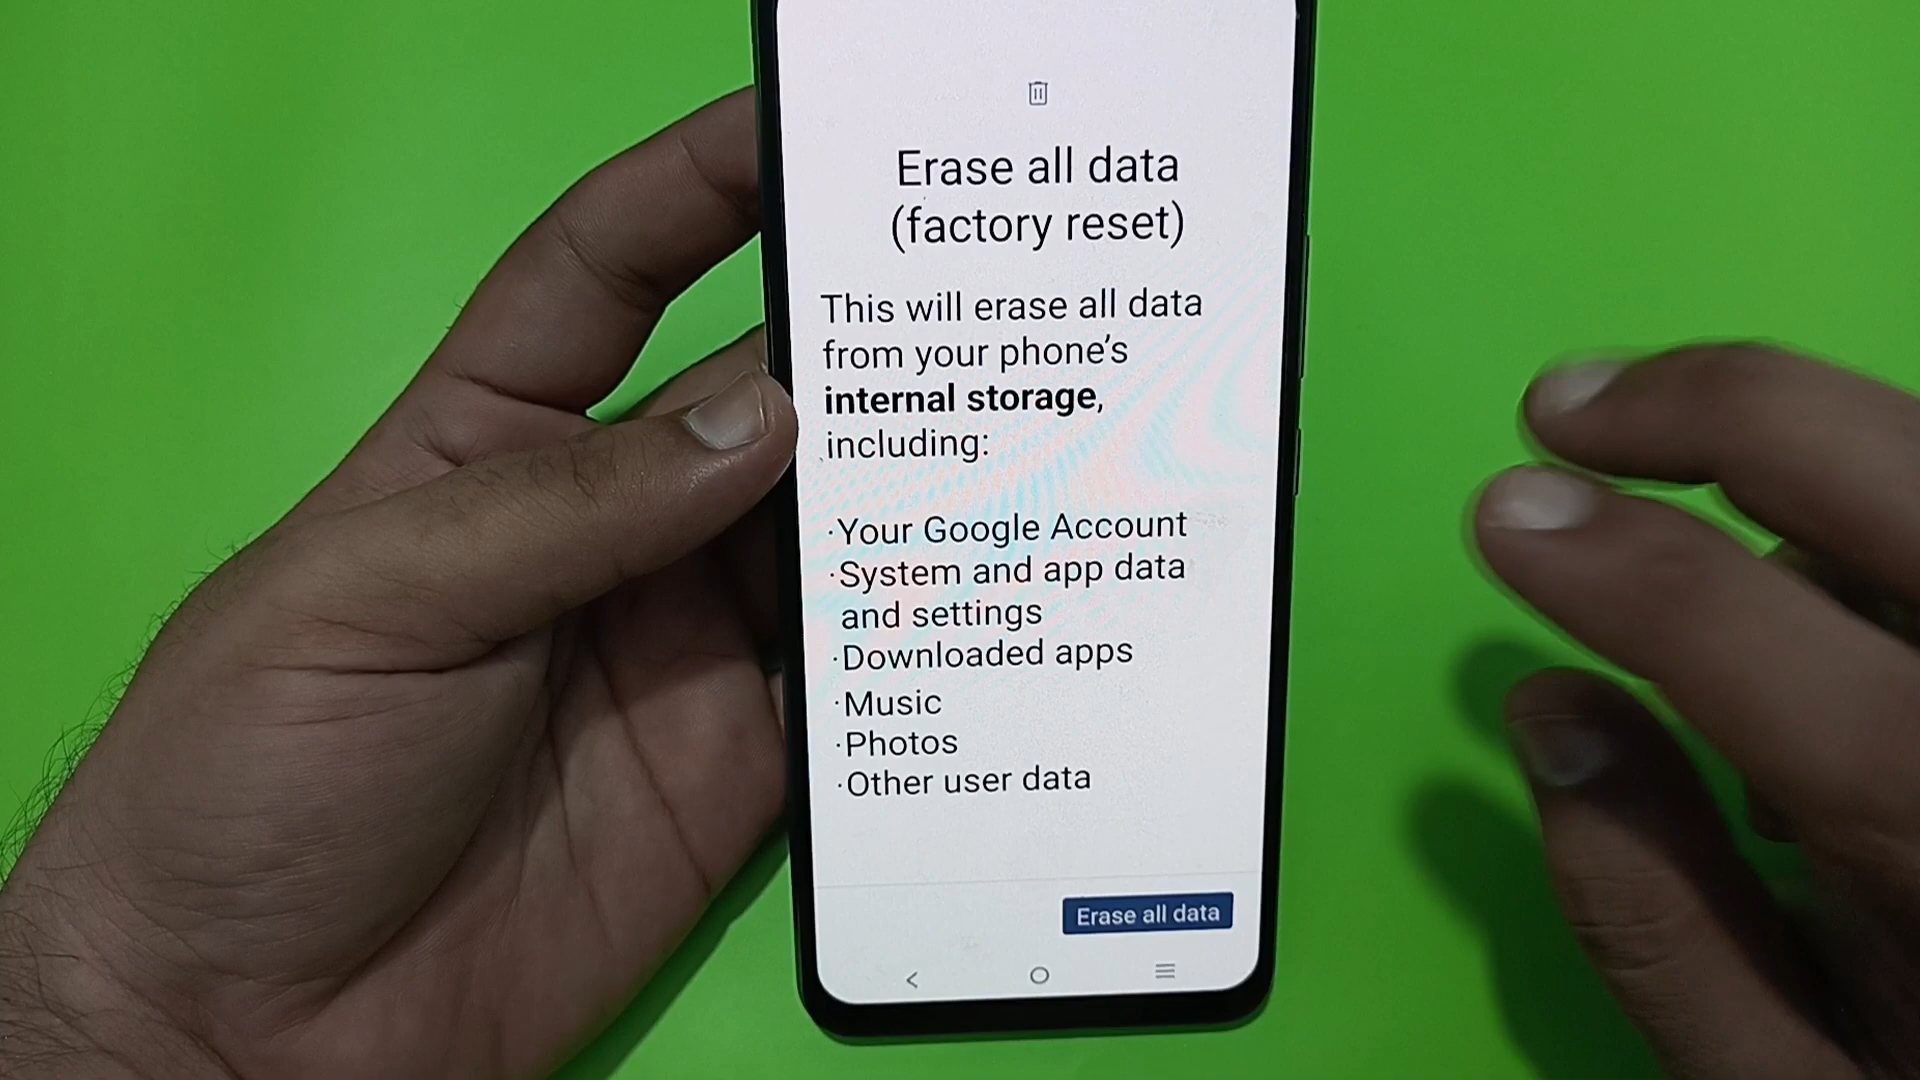 Erase all data
(factory reset)
This will erase all data
from your phone's
internal storage,
including:
·Your Google Account
·System and app data
and settings
·Downloaded apps
·Music
·Photos
·Other user data
Erase all data